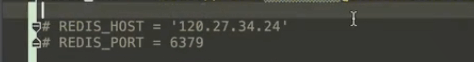 # REDIS_HOST = '120.27.34.24'
# REDIS_PORT = 6379